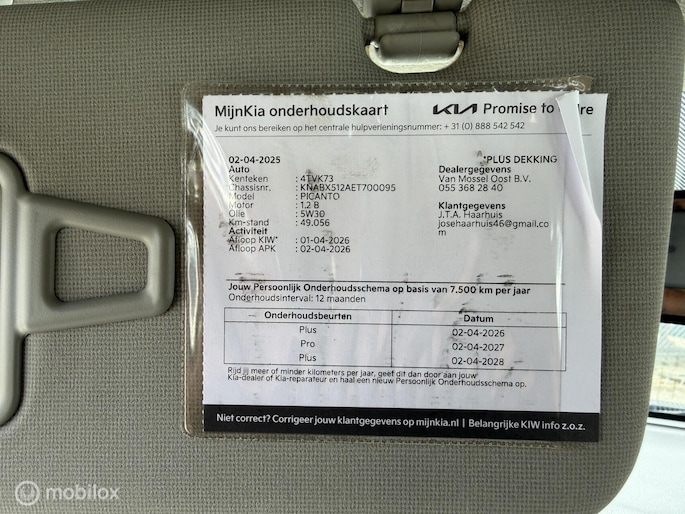 MijnKia onderhoudskaart
KIA Promise to
Je kunt ons bereiken op het centrale hulpverleningsnummer: + 31 (0) 888 542 542
02-04-2025
*PLUS DEKKING
Auto
Kenteken : 4TVK73
Chassisnr. : KNABX512AET700095
Model : PICANTO
Motor : 1.2 B
Olie : 5W30
Km-stand : 49.056
Activiteit
Afloop KIW* : 01-04-2026
Afloop APK : 02-04-2026
Dealergegevens
Van Mossel Oost B.V.
055 368 28 40
Klantgegevens
J.T.A. Haarhuis
josehaarhuis46@gmail.co
m
Jouw Persoonlijk Onderhoudsschema op basis van 7.500 km per jaar
Onderhoudsinterval: 12 maanden
Onderhoudsbeurten Datum
Plus 02-04-2026
Pro 02-04-2027
Plus 02-04-2028
Rijd jij meer of minder kilometers per jaar, geef dit dan door aan jouw
Kia-dealer of Kia-reparateur en haal een nieuw Persoonlijk Onderhoudsschema op.
Niet correct? Corrigeer jouw klantgegevens op mijnkia.nl | Belangrijke KIW info z.o.z.
mobilox